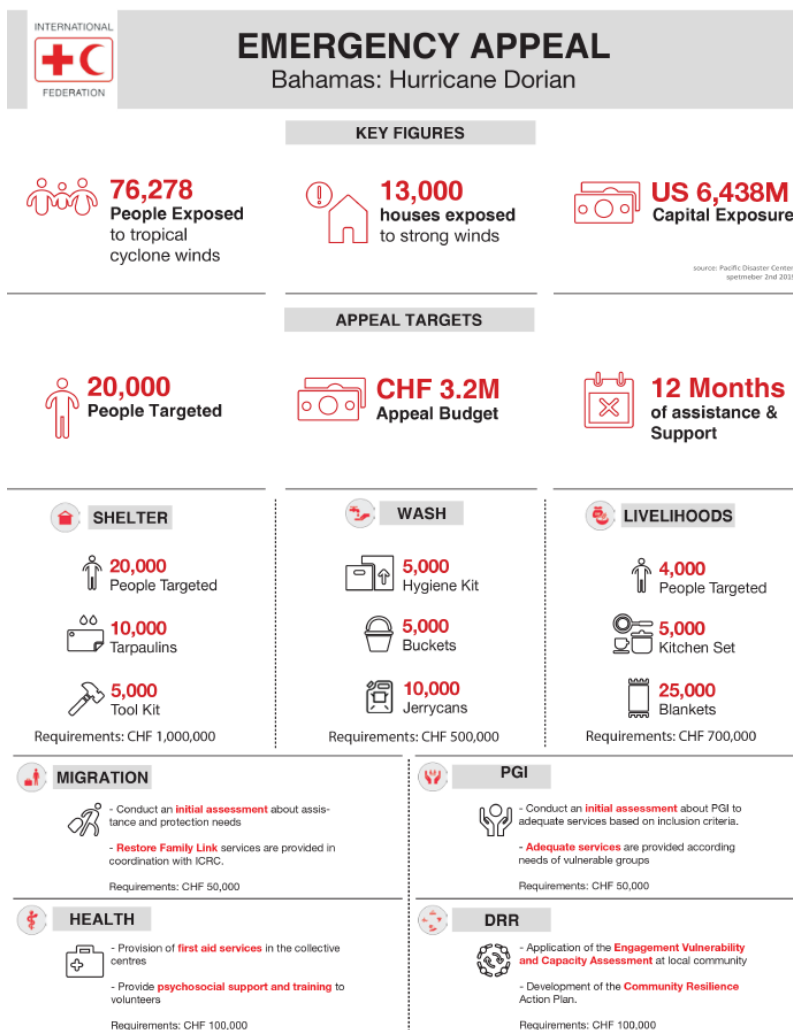 INTERNATIONAL
FEDERATION
EMERGENCY APPEAL
Bahamas: Hurricane Dorian
KEY FIGURES
76,278
People Exposed
to tropical
cyclone winds
13,000
houses exposed
to strong winds
US 6,438M
Capital Exposure
source: Pacific Disaster Center
spetmeber 2nd 2019
APPEAL TARGETS
20,000
People Targeted
CHF 3.2M
Appeal Budget
12 Months
of assistance &
Support
SHELTER
20,000
People Targeted
10,000
Tarpaulins
5,000
Tool Kit
Requirements: CHF 1,000,000
WASH
5,000
Hygiene Kit
5,000
Buckets
10,000
Jerrycans
Requirements: CHF 500,000
LIVELIHOODS
4,000
People Targeted
5,000
Kitchen Set
25,000
Blankets
Requirements: CHF 700,000
MIGRATION
- Conduct an initial assessment about assis-
tance and protection needs
- Restore Family Link services are provided in
coordination with ICRC.
Requirements: CHF 50,000
PGI
- Conduct an initial assessment about PGI to
adequate services based on inclusion criteria.
- Adequate services are provided according
needs of vulnerable groups
Requirements: CHF 50,000
HEALTH
- Provision of first aid services in the collective
centres
- Provide psychosocial support and training to
volunteers
Requirements: CHF 100,000
DRR
- Application of the Engagement Vulnerability
and Capacity Assessment at local community
- Development of the Community Resilience
Action Plan.
Requirements: CHF 100,000